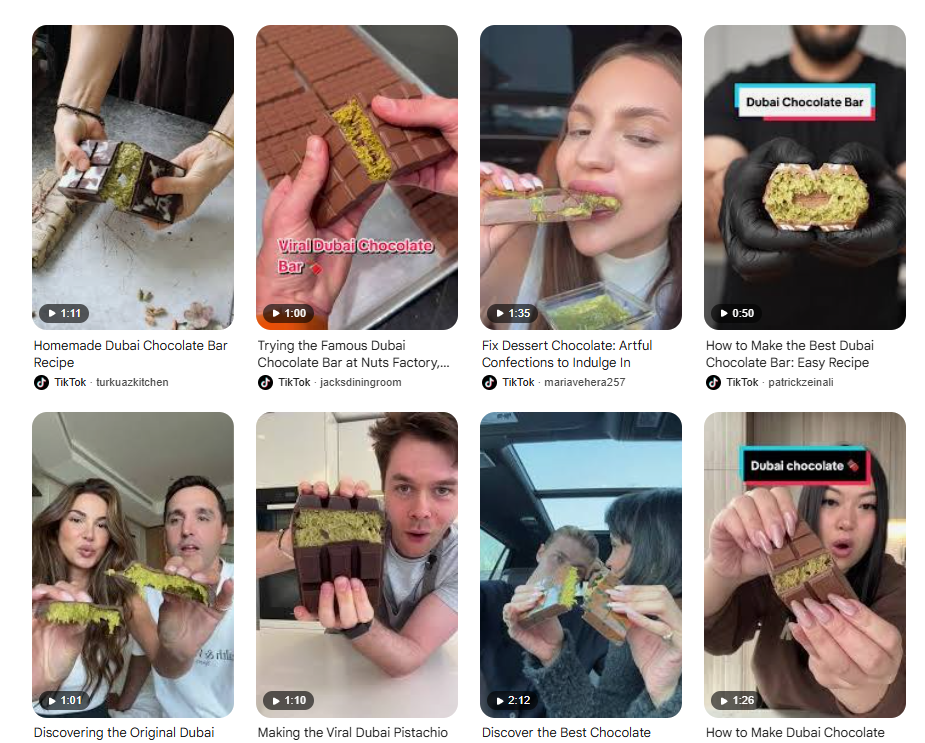 Dubai Chocolate Bar
Viral Dubai Chocolate
Bar
1:11
1:00
1:35
0:50
Homemade Dubai Chocolate Bar
Recipe
TikTok · turkuazkitchen
Trying the Famous Dubai
Chocolate Bar at Nuts Factory,...
TikTok · jacksdiningroom
Fix Dessert Chocolate: Artful
Confections to Indulge In
TikTok · mariavehera257
How to Make the Best Dubai
Chocolate Bar: Easy Recipe
TikTok · patrickzeinali
Dubai chocolate
1:01
1:10
2:12
1:26
Discovering the Original Dubai
Making the Viral Dubai Pistachio
Discover the Best Chocolate
How to Make Dubai Chocolate